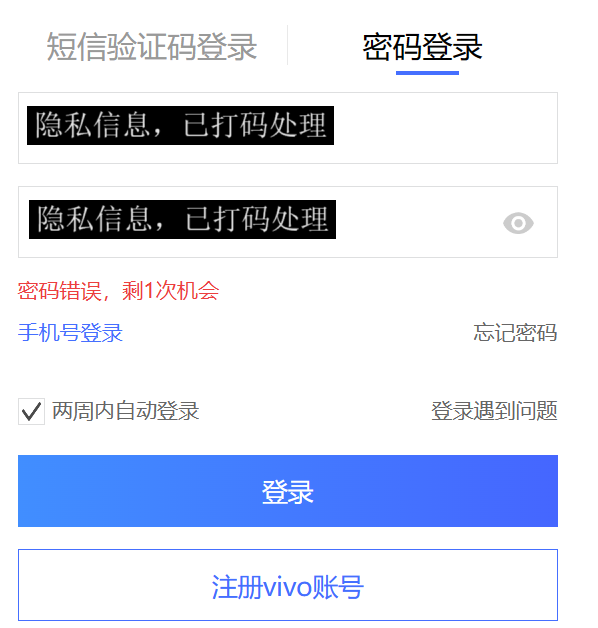 短信验证码登录 密码登录
隐私信息，已打码处理
隐私信息，已打码处理
密码错误，剩1次机会
手机号登录 忘记密码
两周内自动登录 登录遇到问题
登录
注册vivo账号